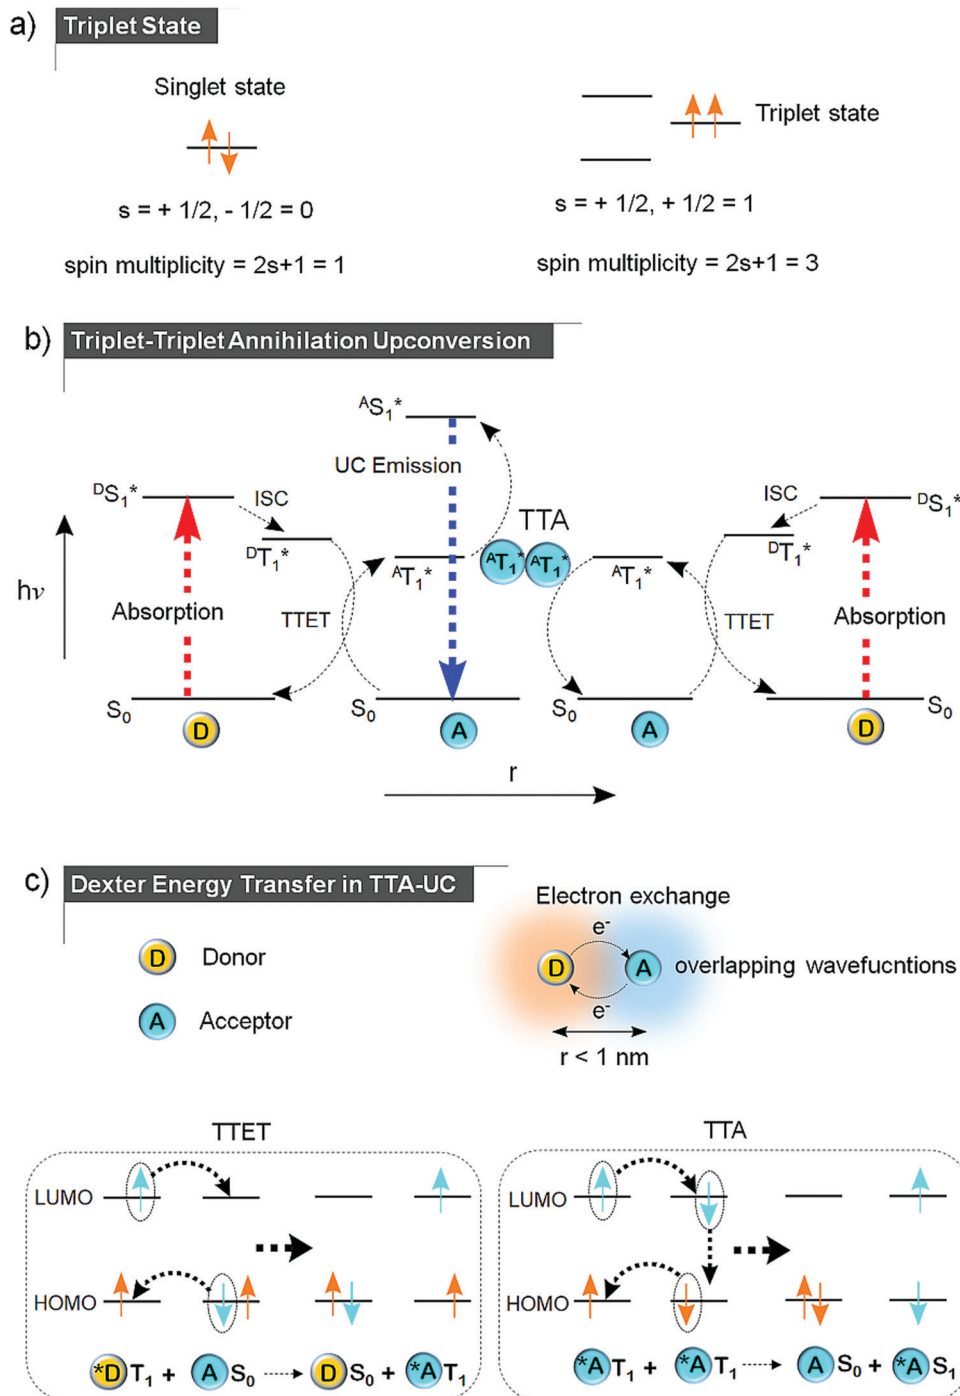 a) Triplet State
Singlet state
s = + 1/2, - 1/2 = 0
spin multiplicity = 2s+1 = 1
Triplet state
s = + 1/2, + 1/2 = 1
spin multiplicity = 2s+1 = 3
b) Triplet-Triplet Annihilation Upconversion
ᴬS₁*
UC Emission
ᴰS₁*
ISC
ᴰT₁*
TTA
ᴬT₁* ᴬT₁*
ISC
ᴰS₁*
ᴰT₁*
hν
Absorption
TTET
ᴬT₁*
ᴬT₁*
TTET
Absorption
S₀
S₀
S₀
S₀
D
A
A
D
r
c) Dexter Energy Transfer in TTA-UC
D Donor
A Acceptor
Electron exchange
e⁻
D A overlapping wavefucntions
e⁻
r < 1 nm
TTET
LUMO
HOMO
*D T₁ + A S₀ D S₀ + *A T₁
TTA
LUMO
HOMO
*A T₁ + *A T₁ A S₀ + *A S₁